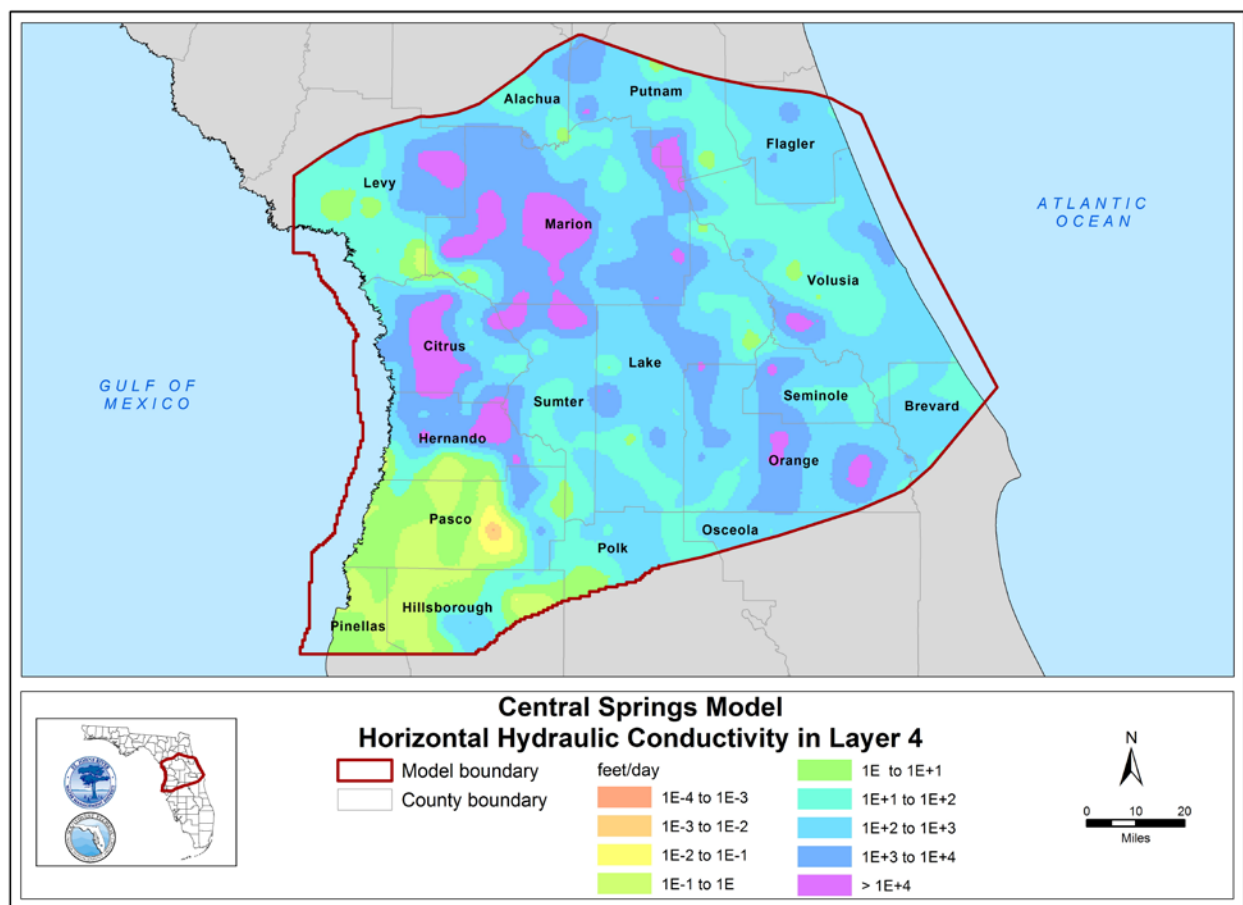 Alachua
Putnam
Flagler
Levy
Marion
ATLANTIC
OCEAN
Volusia
Citrus
Lake
GULF OF
MEXICO
Sumter
Seminole
Brevard
Hernando
Orange
Pasco
Osceola
Polk
Hillsborough
Pinellas
Central Springs Model
Horizontal Hydraulic Conductivity in Layer 4
Model boundary
County boundary
feet/day
1E-4 to 1E-3
1E-3 to 1E-2
1E-2 to 1E-1
1E-1 to 1E
1E to 1E+1
1E+1 to 1E+2
1E+2 to 1E+3
1E+3 to 1E+4
> 1E+4
N
0 10 20
Miles